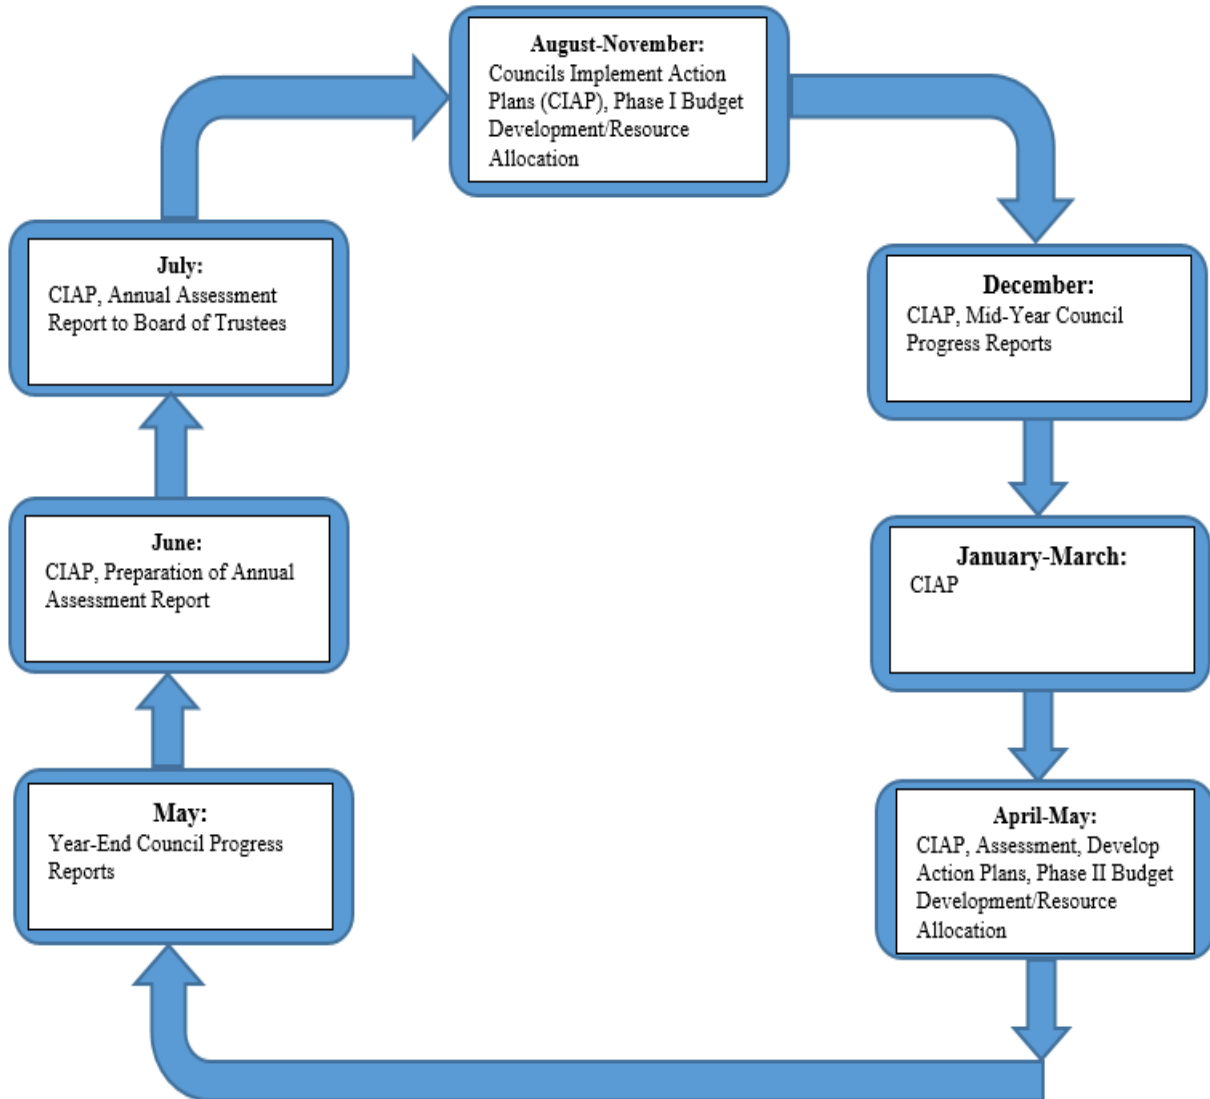 August-November:
Councils Implement Action
Plans (CIAP), Phase I Budget
Development/Resource
Allocation
December:
CIAP, Mid-Year Council
Progress Reports
January-March:
CIAP
April-May:
CIAP, Assessment, Develop
Action Plans, Phase II Budget
Development/Resource
Allocation
May:
Year-End Council Progress
Reports
June:
CIAP, Preparation of Annual
Assessment Report
July:
CIAP, Annual Assessment
Report to Board of Trustees